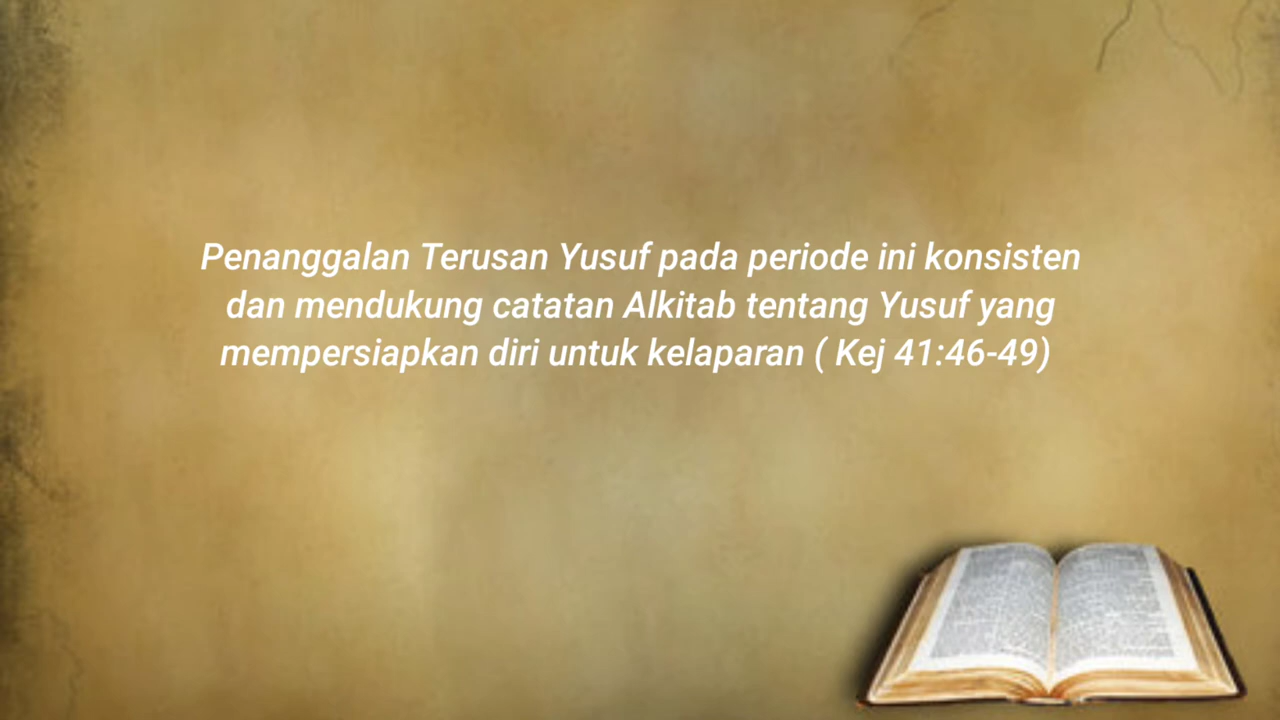 Penanggalan Terusan Yusuf pada periode ini konsisten
dan mendukung catatan Alkitab tentang Yusuf yang
mempersiapkan diri untuk kelaparan ( Kej 41:46-49)